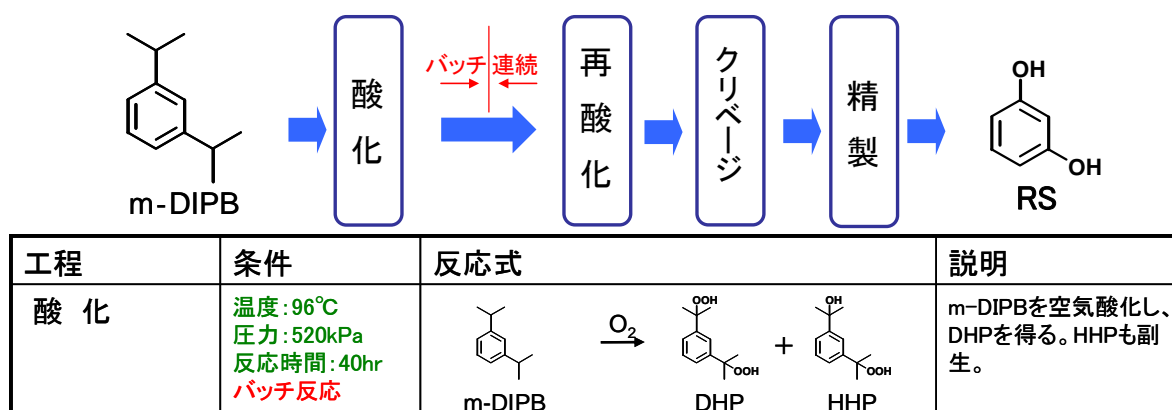 m-DIPB
酸化
バッチ 連続
再酸化
クリベージ
精製
OH
OH
RS
工程 条件 反応式 説明
酸 化
温度:96℃
圧力:520kPa
反応時間:40hr
バッチ反応
O2
OOH
OOH
+
OH
OOH
m-DIPB DHP HHP
m-DIPBを空気酸化し、
DHPを得る。HHPも副
生。